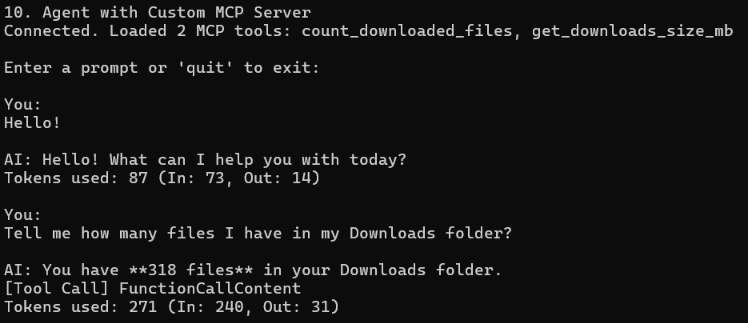 10. Agent with Custom MCP Server
Connected. Loaded 2 MCP tools: count_downloaded_files, get_downloads_size_mb
Enter a prompt or 'quit' to exit:
You:
Hello!
AI: Hello! What can I help you with today?
Tokens used: 87 (In: 73, Out: 14)
You:
Tell me how many files I have in my Downloads folder?
AI: You have **318 files** in your Downloads folder.
[Tool Call] FunctionCallContent
Tokens used: 271 (In: 240, Out: 31)